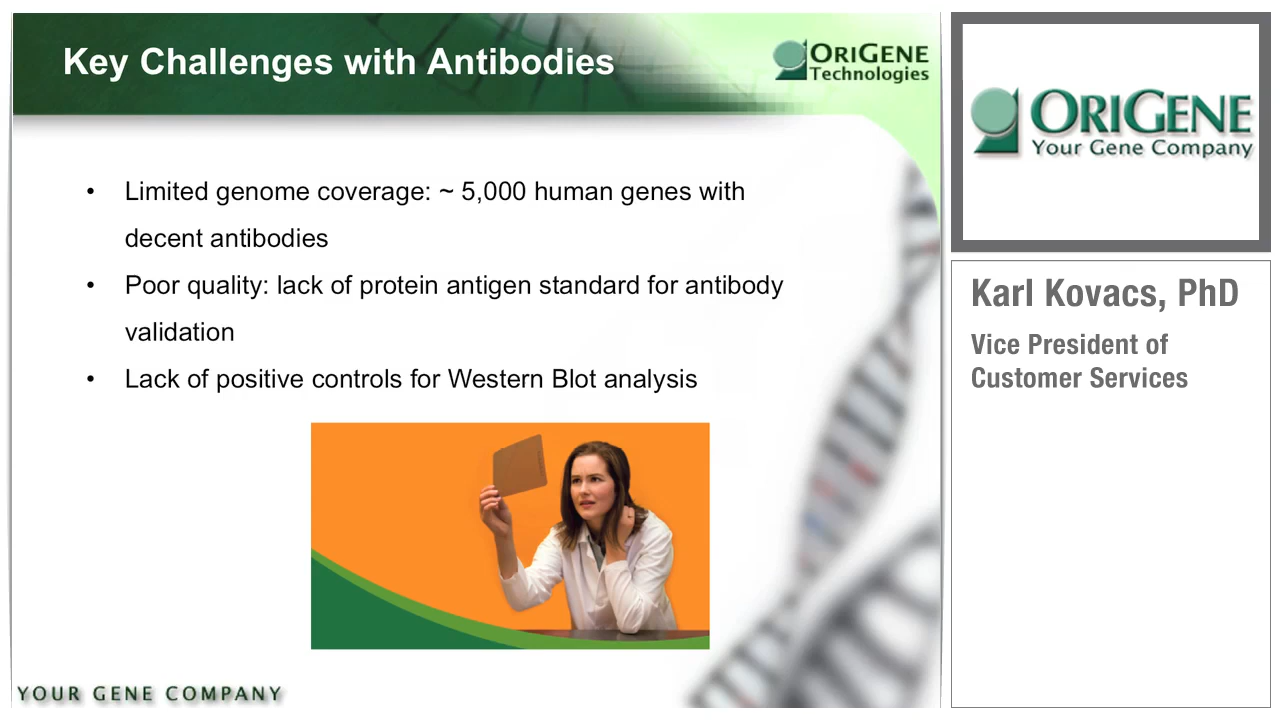 Key Challenges with Antibodies
ORIGENE
Technologies
• Limited genome coverage: ~ 5,000 human genes with
decent antibodies
• Poor quality: lack of protein antigen standard for antibody
validation
• Lack of positive controls for Western Blot analysis
YOUR GENE COMPANY
ORIGENE
Your Gene Company
Karl Kovacs, PhD
Vice President of
Customer Services